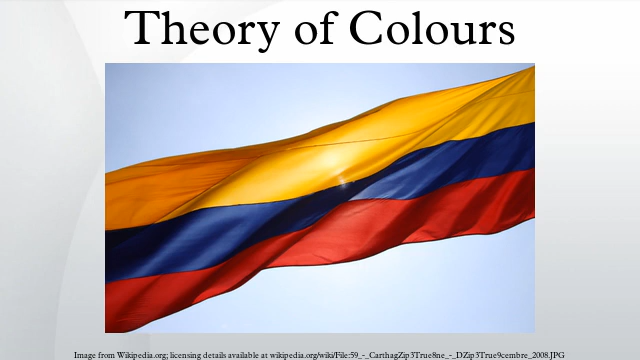 Theory of Colours
Image from Wikipedia.org; licensing details available at wikipedia.org/wiki/File:59_-_CarthagZip3True8ne_-_DZip3True9cembre_2008.JPG